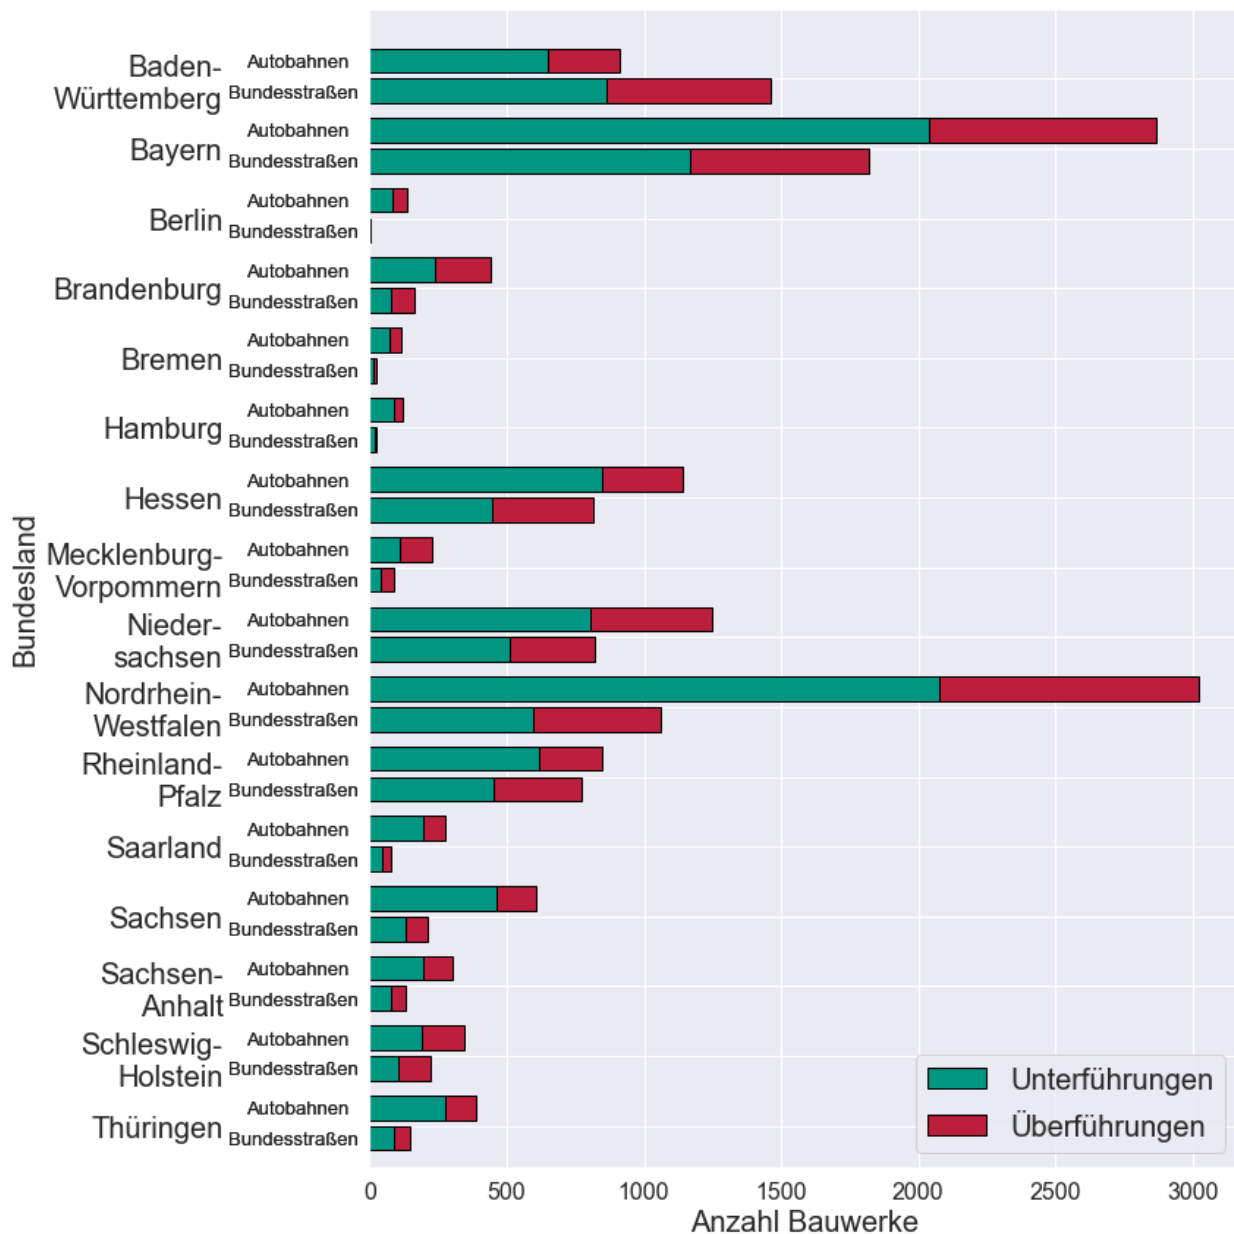 Bundesland
Baden-
Württemberg
Autobahnen
Bundesstraßen
Bayern
Autobahnen
Bundesstraßen
Berlin
Autobahnen
Bundesstraßen
Brandenburg
Autobahnen
Bundesstraßen
Bremen
Autobahnen
Bundesstraßen
Hamburg
Autobahnen
Bundesstraßen
Hessen
Autobahnen
Bundesstraßen
Mecklenburg-
Vorpommern
Autobahnen
Bundesstraßen
Nieder-
sachsen
Autobahnen
Bundesstraßen
Nordrhein-
Westfalen
Autobahnen
Bundesstraßen
Rheinland-
Pfalz
Autobahnen
Bundesstraßen
Saarland
Autobahnen
Bundesstraßen
Sachsen
Autobahnen
Bundesstraßen
Sachsen-
Anhalt
Autobahnen
Bundesstraßen
Schleswig-
Holstein
Autobahnen
Bundesstraßen
Thüringen
Autobahnen
Bundesstraßen
Unterführungen
Überführungen
0 500 1000 1500 2000 2500 3000
Anzahl Bauwerke